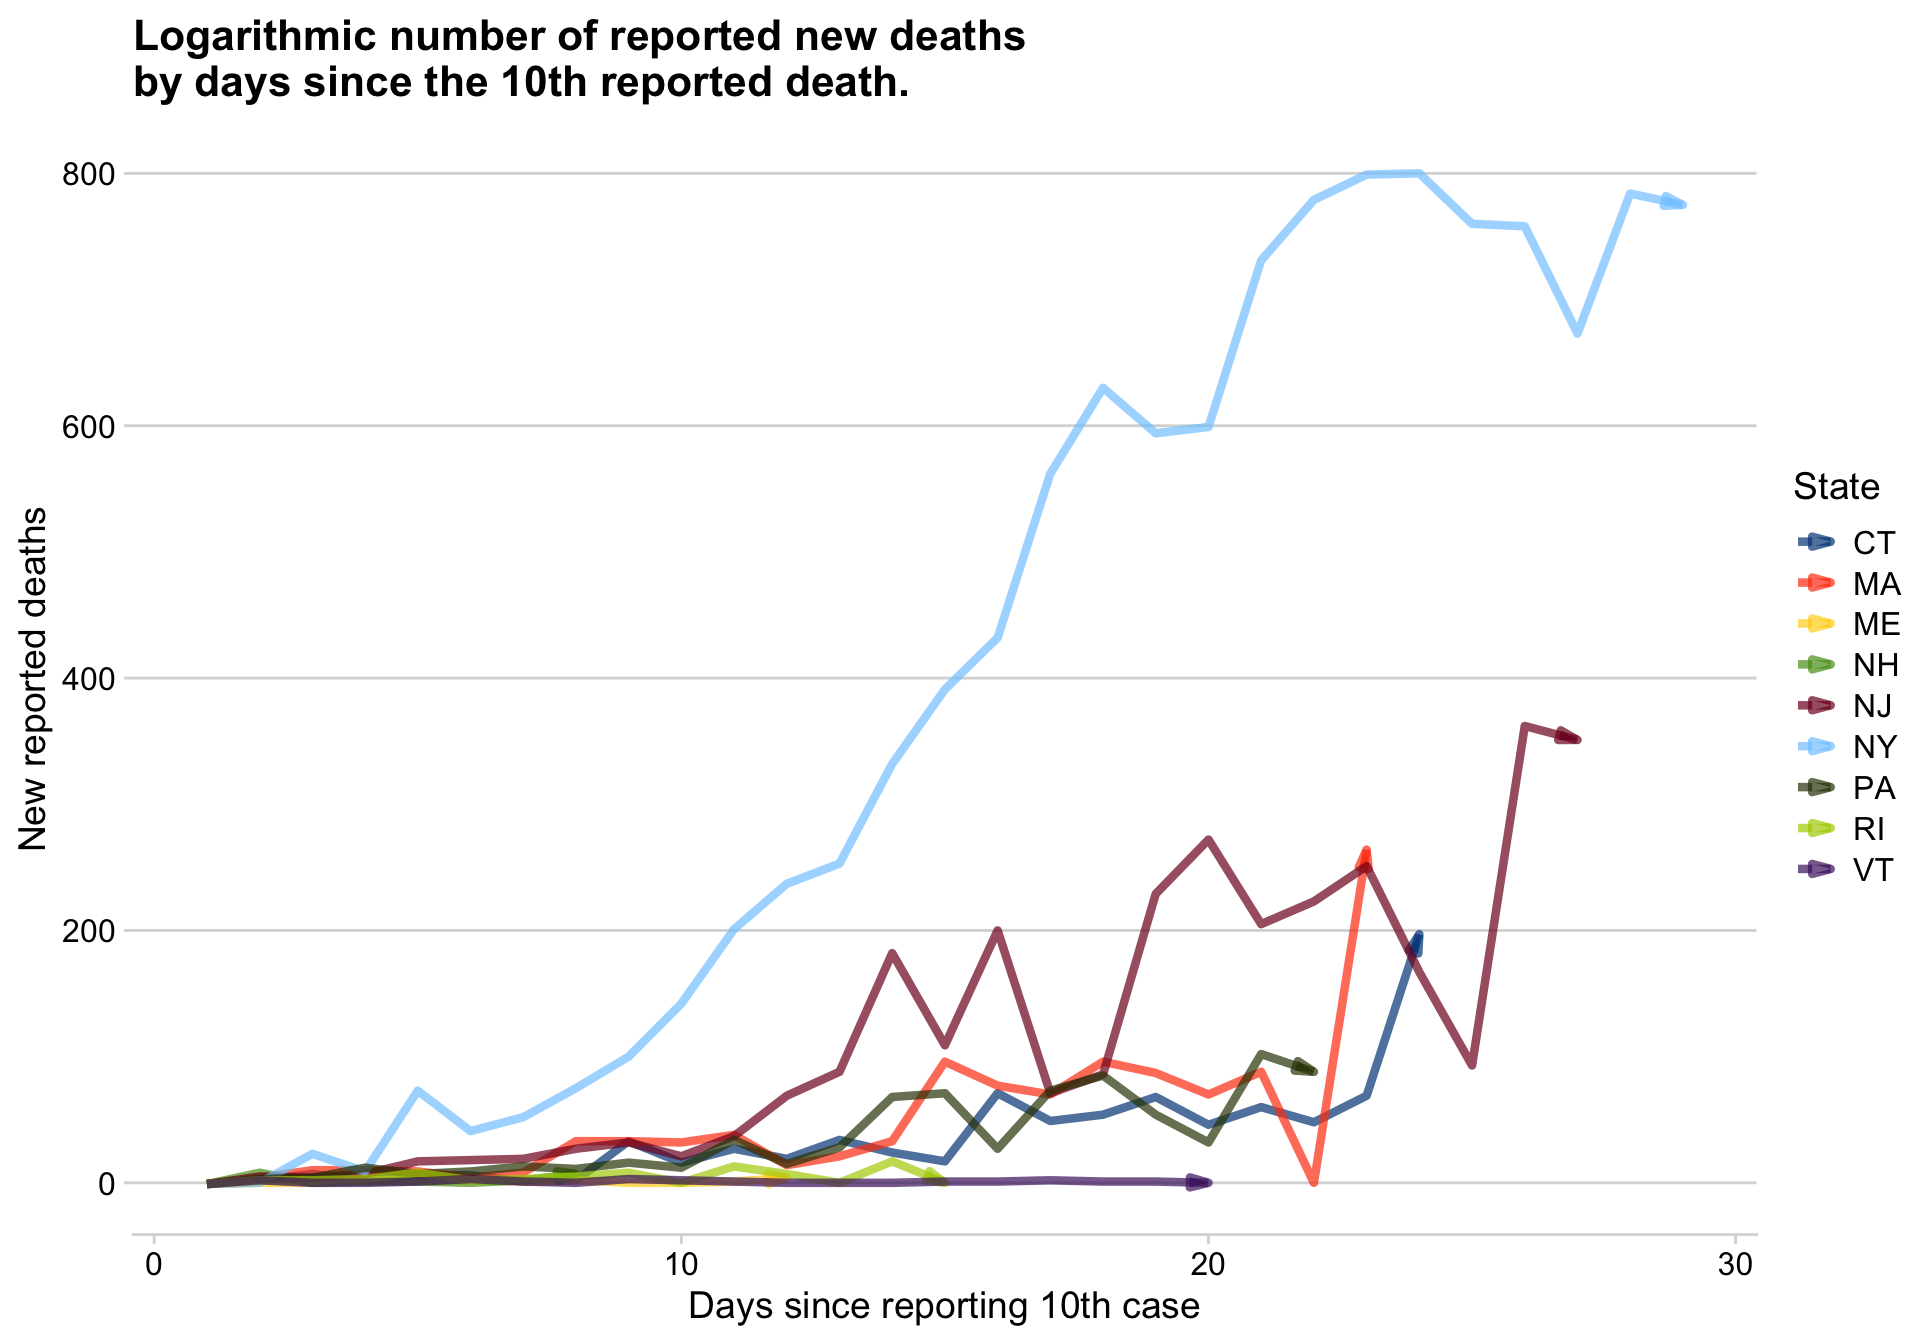 Logarithmic number of reported new deaths
by days since the 10th reported death.
800
600
400
200
0
New reported deaths
0 10 20 30
Days since reporting 10th case
State
CT
MA
ME
NH
NJ
NY
PA
RI
VT